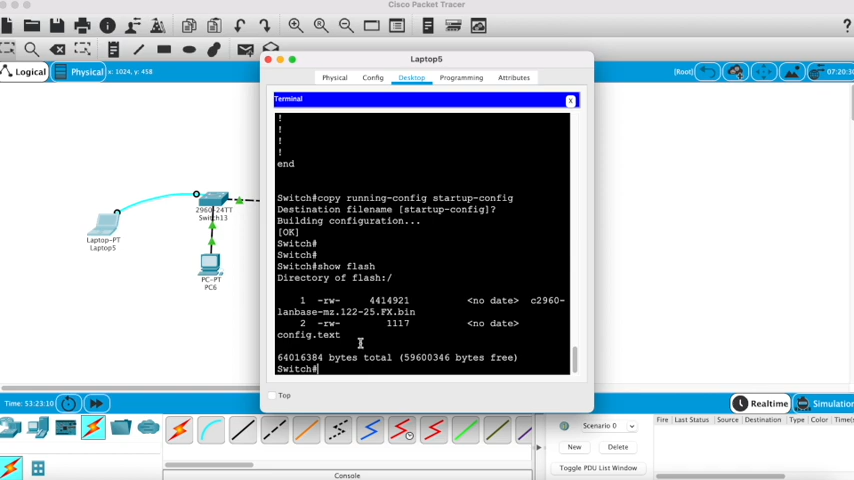 Cisco Packet Tracer
Logical
Physical
x: 1024, y: 458
[Root]
07:20:30
Laptop5
Physical
Config
Desktop
Programming
Attributes
Terminal
X
!
!
!
!
end
Switch#copy running-config startup-config
Destination filename [startup-config]?
Building configuration...
[OK]
Switch#
Switch#
Switch#show flash
Directory of flash:/
1 -rw- 4414921 <no date> c2960-
lanbase-mz.122-25.FX.bin
2 -rw- 1117 <no date>
config.text
64016384 bytes total (59600346 bytes free)
Switch#
Top
2960-24TT
Switch13
Laptop-PT
Laptop5
PC-PT
PC6
Time: 53:23:10
Realtime
Simulation
Scenario 0
New
Delete
Toggle PDU List Window
Fire
Last Status
Source
Destination
Type
Color
Time(s
Console